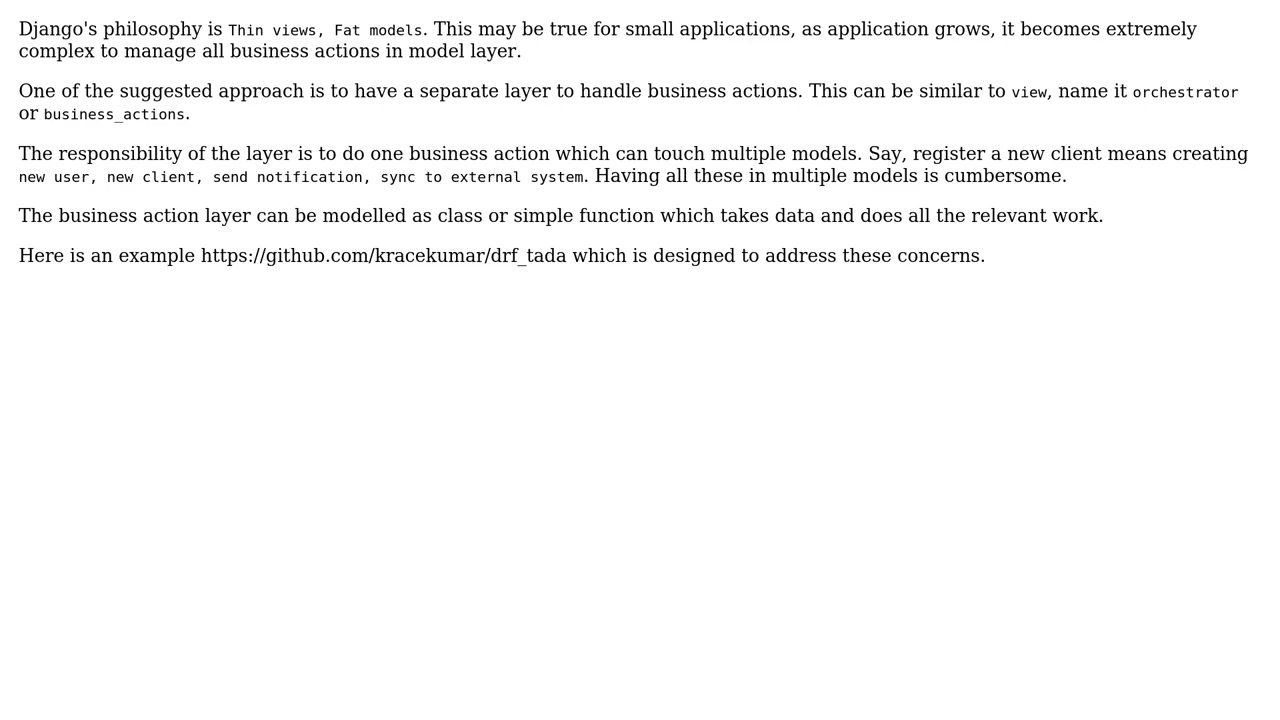 Django's philosophy is Thin views, Fat models. This may be true for small applications, as application grows, it becomes extremely
complex to manage all business actions in model layer.
One of the suggested approach is to have a separate layer to handle business actions. This can be similar to view, name it orchestrator
or business_actions.
The responsibility of the layer is to do one business action which can touch multiple models. Say, register a new client means creating
new user, new client, send notification, sync to external system. Having all these in multiple models is cumbersome.
The business action layer can be modelled as class or simple function which takes data and does all the relevant work.
Here is an example https://github.com/kracekumar/drf_tada which is designed to address these concerns.